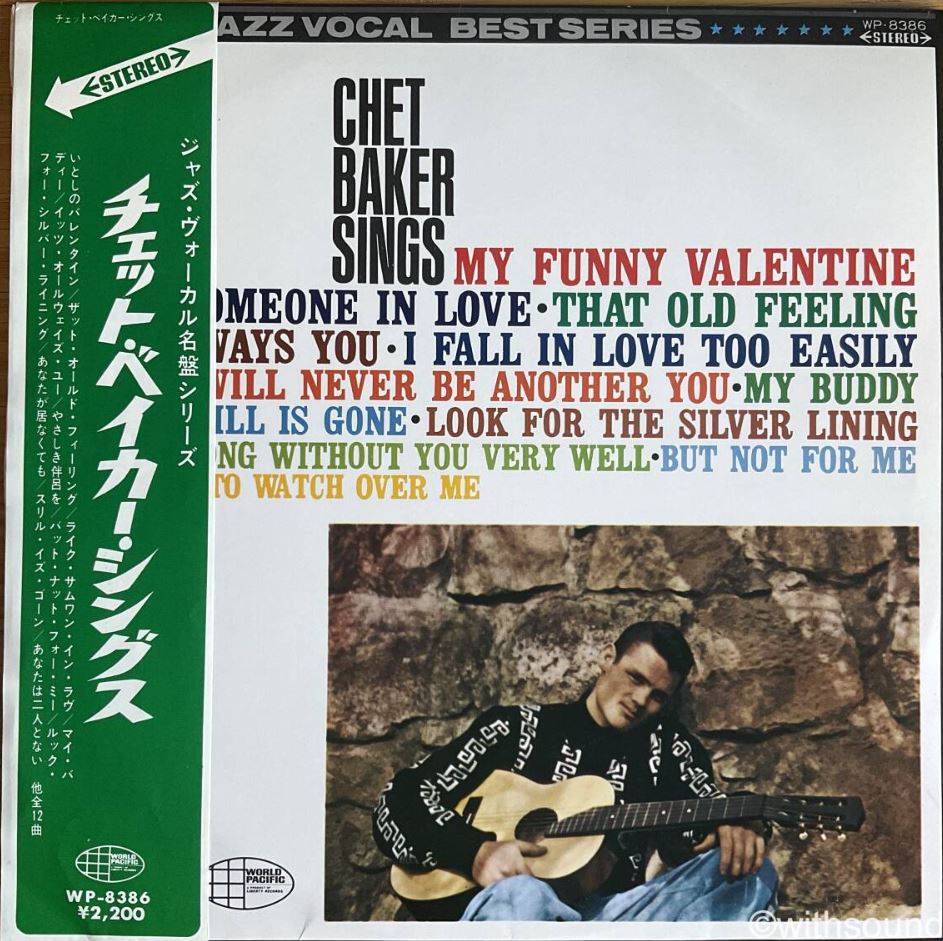 チェット・ベイカー・シングス
STEREO
ジャズ・ヴォーカル名盤シリーズ
チェット・ベイカー・シングス
いとしのバレンタイン/ザット・オールド・フィーリング/ライク・サムワン・イン・ラヴ/マイ・バ
ディー/イッツ・オールウェイズ・ユー/やさしき伴侶を/バット・ナット・フォー・ミー/ルック・
フォー・シルバー・ライニング/あなたが居なくても/スリル・イズ・ゴーン/あなたは二人とない 他全12曲
WORLD PACIFIC
WP-8386
¥2,200
AZZ VOCAL BEST SERIES
WP-8386
STEREO
CHET
BAKER
SINGS
MY FUNNY VALENTINE
OMEONE IN LOVE·THAT OLD FEELING
WAYS YOU·I FALL IN LOVE TOO EASILY
WILL NEVER BE ANOTHER YOU·MY BUDDY
ILL IS GONE·LOOK FOR THE SILVER LINING
ONG WITHOUT YOU VERY WELL·BUT NOT FOR ME
TO WATCH OVER ME
WORLD
PACIFIC
A PRODUCT OF
LIBERTY RECORDS
©withsound